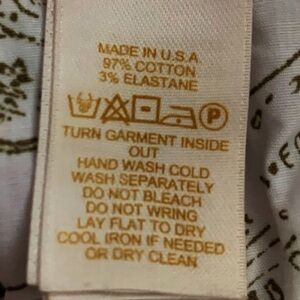 MADE IN U.S.A.
97% COTTON
3% ELASTANE
P
TURN GARMENT INSIDE
OUT
HAND WASH COLD
WASH SEPARATELY
DO NOT BLEACH
DO NOT WRING
LAY FLAT TO DRY
COOL IRON IF NEEDED
OR DRY CLEAN